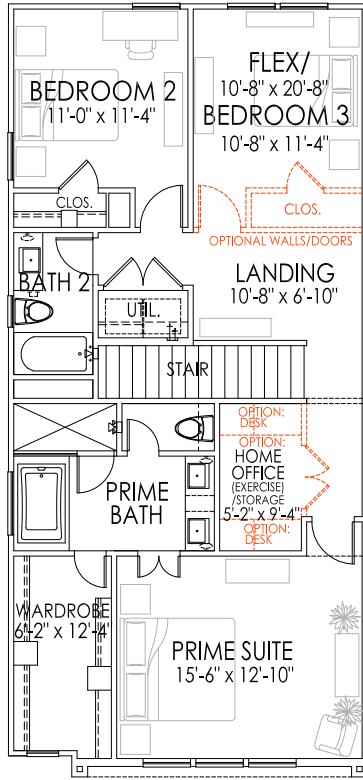 BEDROOM 2
11'-0" x 11'-4"
FLEX/
10'-8" x 20'-8"
BEDROOM 3
10'-8" x 11'-4"
CLOS.
CLOS.
OPTIONAL WALLS/DOORS
BATH 2
UTIL.
LANDING
10'-8" x 6'-10"
STAIR
OPTION:
DESK
OPTION:
HOME
OFFICE
(EXERCISE)
/STORAGE
5'-2" x 9'-4"
OPTION:
DESK
PRIME
BATH
WARDROBE
6'-2" x 12'-4"
PRIME SUITE
15'-6" x 12'-10"